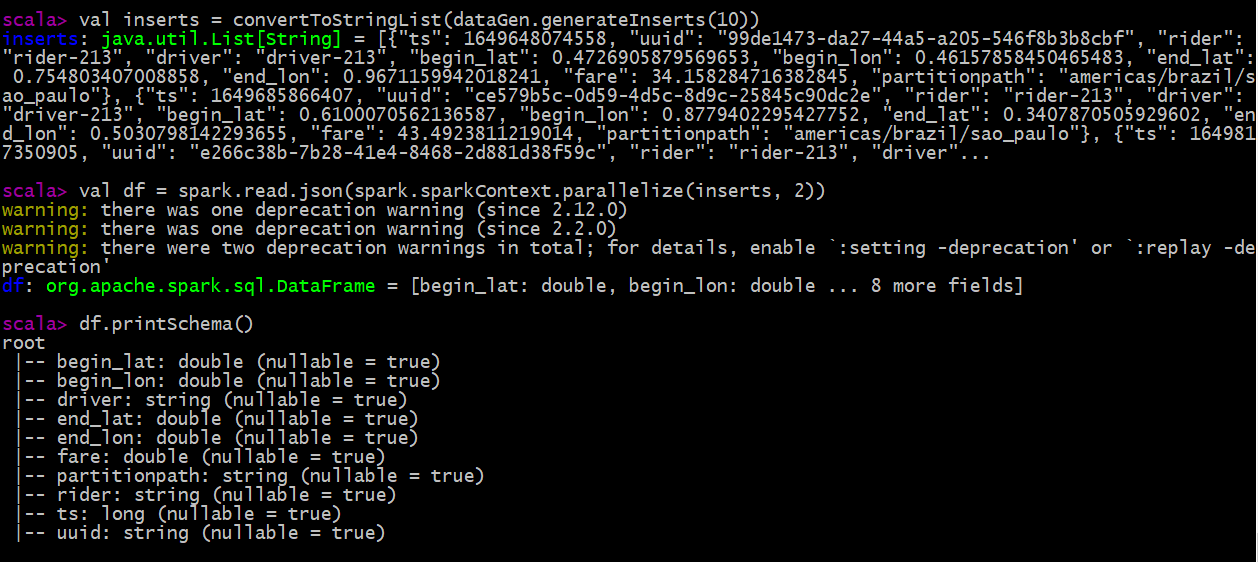 scala> val inserts = convertToStringList(dataGen.generateInserts(10))
inserts: java.util.List[String] = [{"ts": 1649648074558, "uuid": "99de1473-da27-44a5-a205-546f8b3b8cbf", "rider":
"rider-213", "driver": "driver-213", "begin_lat": 0.4726905879569653, "begin_lon": 0.46157858450465483, "end_lat":
 0.754803407008858, "end_lon": 0.9671159942018241, "fare": 34.158284716382845, "partitionpath": "americas/brazil/s
ao_paulo"}, {"ts": 1649685866407, "uuid": "ce579b5c-0d59-4d5c-8d9c-25845c90dc2e", "rider": "rider-213", "driver":
"driver-213", "begin_lat": 0.6100070562136587, "begin_lon": 0.8779402295427752, "end_lat": 0.3407870505929602, "en
d_lon": 0.5030798142293655, "fare": 43.4923811219014, "partitionpath": "americas/brazil/sao_paulo"}, {"ts": 164981
7350905, "uuid": "e266c38b-7b28-41e4-8468-2d881d38f59c", "rider": "rider-213", "driver"...
scala> val df = spark.read.json(spark.sparkContext.parallelize(inserts, 2))
warning: there was one deprecation warning (since 2.12.0)
warning: there was one deprecation warning (since 2.2.0)
warning: there were two deprecation warnings in total; for details, enable `:setting -deprecation' or `:replay -de
precation'
df: org.apache.spark.sql.DataFrame = [begin_lat: double, begin_lon: double ... 8 more fields]
scala> df.printSchema()
root
 |-- begin_lat: double (nullable = true)
 |-- begin_lon: double (nullable = true)
 |-- driver: string (nullable = true)
 |-- end_lat: double (nullable = true)
 |-- end_lon: double (nullable = true)
 |-- fare: double (nullable = true)
 |-- partitionpath: string (nullable = true)
 |-- rider: string (nullable = true)
 |-- ts: long (nullable = true)
 |-- uuid: string (nullable = true)